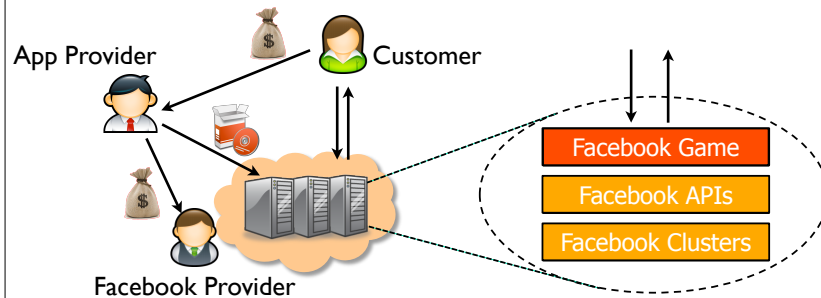 $
App Provider
Customer
$
Facebook Provider
Facebook Game
Facebook APIs
Facebook Clusters